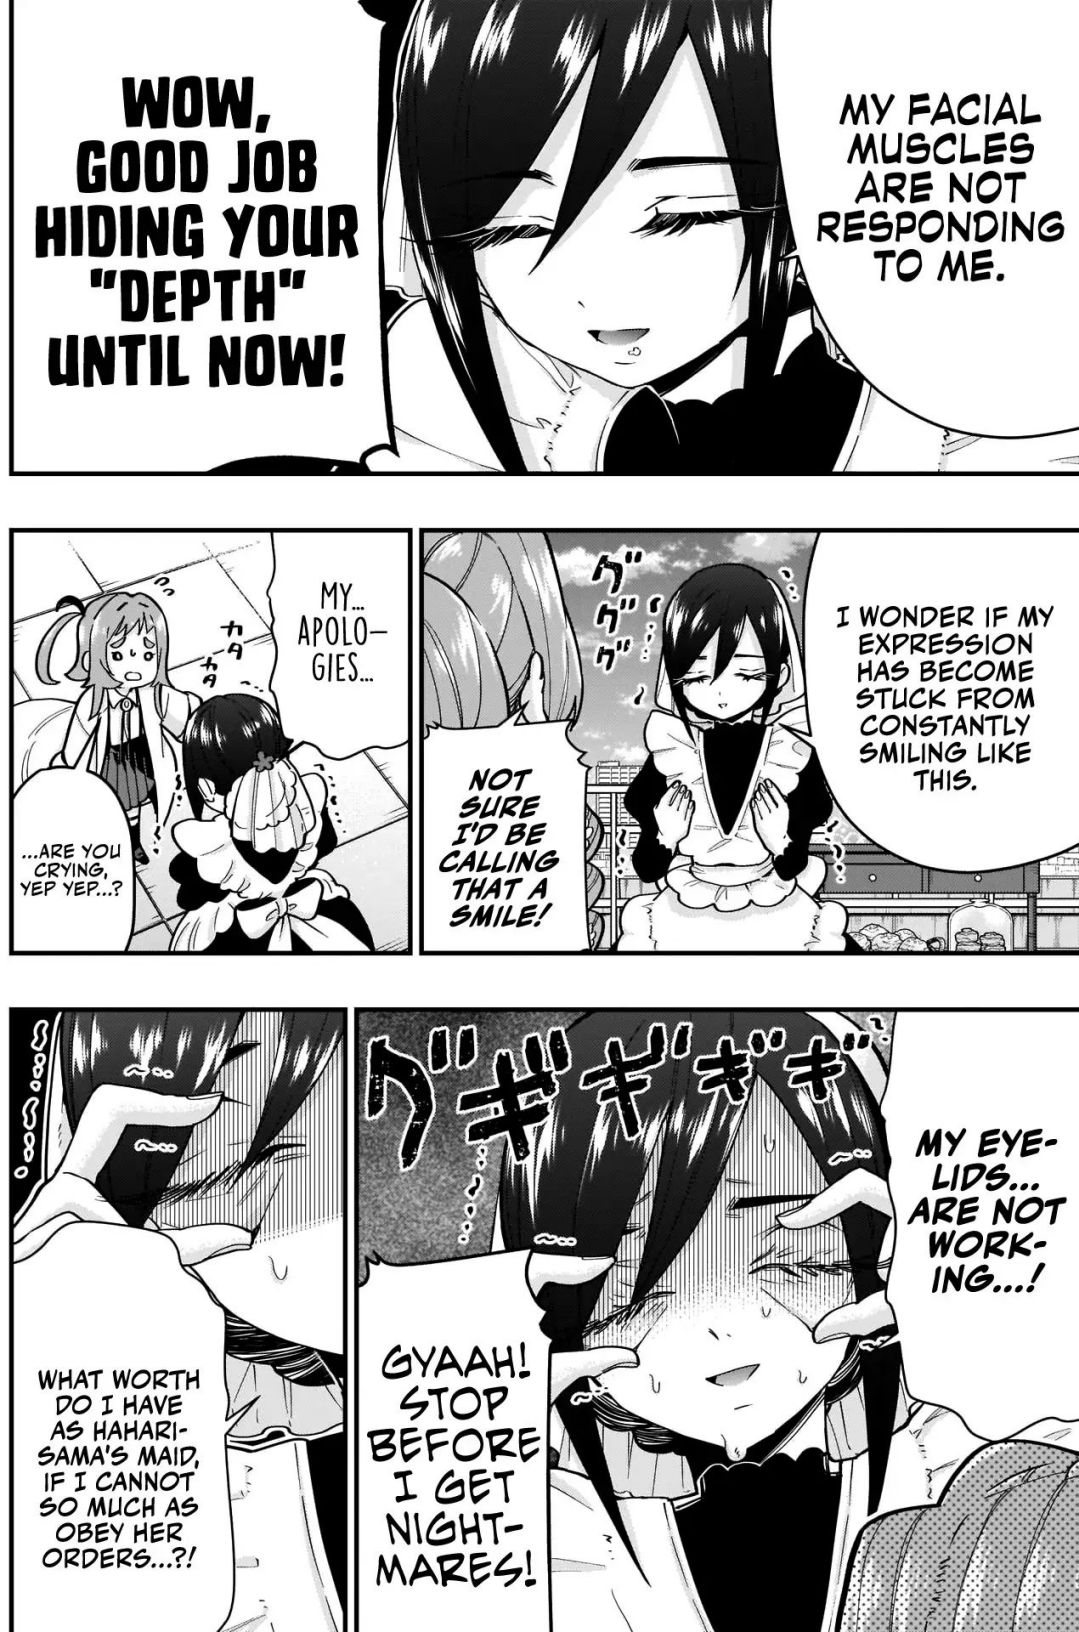 MY FACIAL
MUSCLES
ARE NOT
RESPONDING
TO ME.
WOW,
GOOD JOB
HIDING YOUR
"DEPTH"
UNTIL NOW!
I WONDER IF MY
EXPRESSION
HAS BECOME
STUCK FROM
CONSTANTLY
SMILING LIKE
THIS.
グググ
NOT
SURE
I'D BE
CALLING
THAT A
SMILE!
MY...
APOLO-
GIES...
カタ
カタ
...ARE YOU
CRYING,
YEP YEP...?
MY EYE-
LIDS...
ARE NOT
WORK-
ING...!
グギギギギ
GYAAH!
STOP
BEFORE
I GET
NIGHT-
MARES!
WHAT WORTH
DO I HAVE
AS HAHARI-
SAMA'S MAID,
IF I CANNOT
SO MUCH AS
OBEY HER
ORDERS...?!